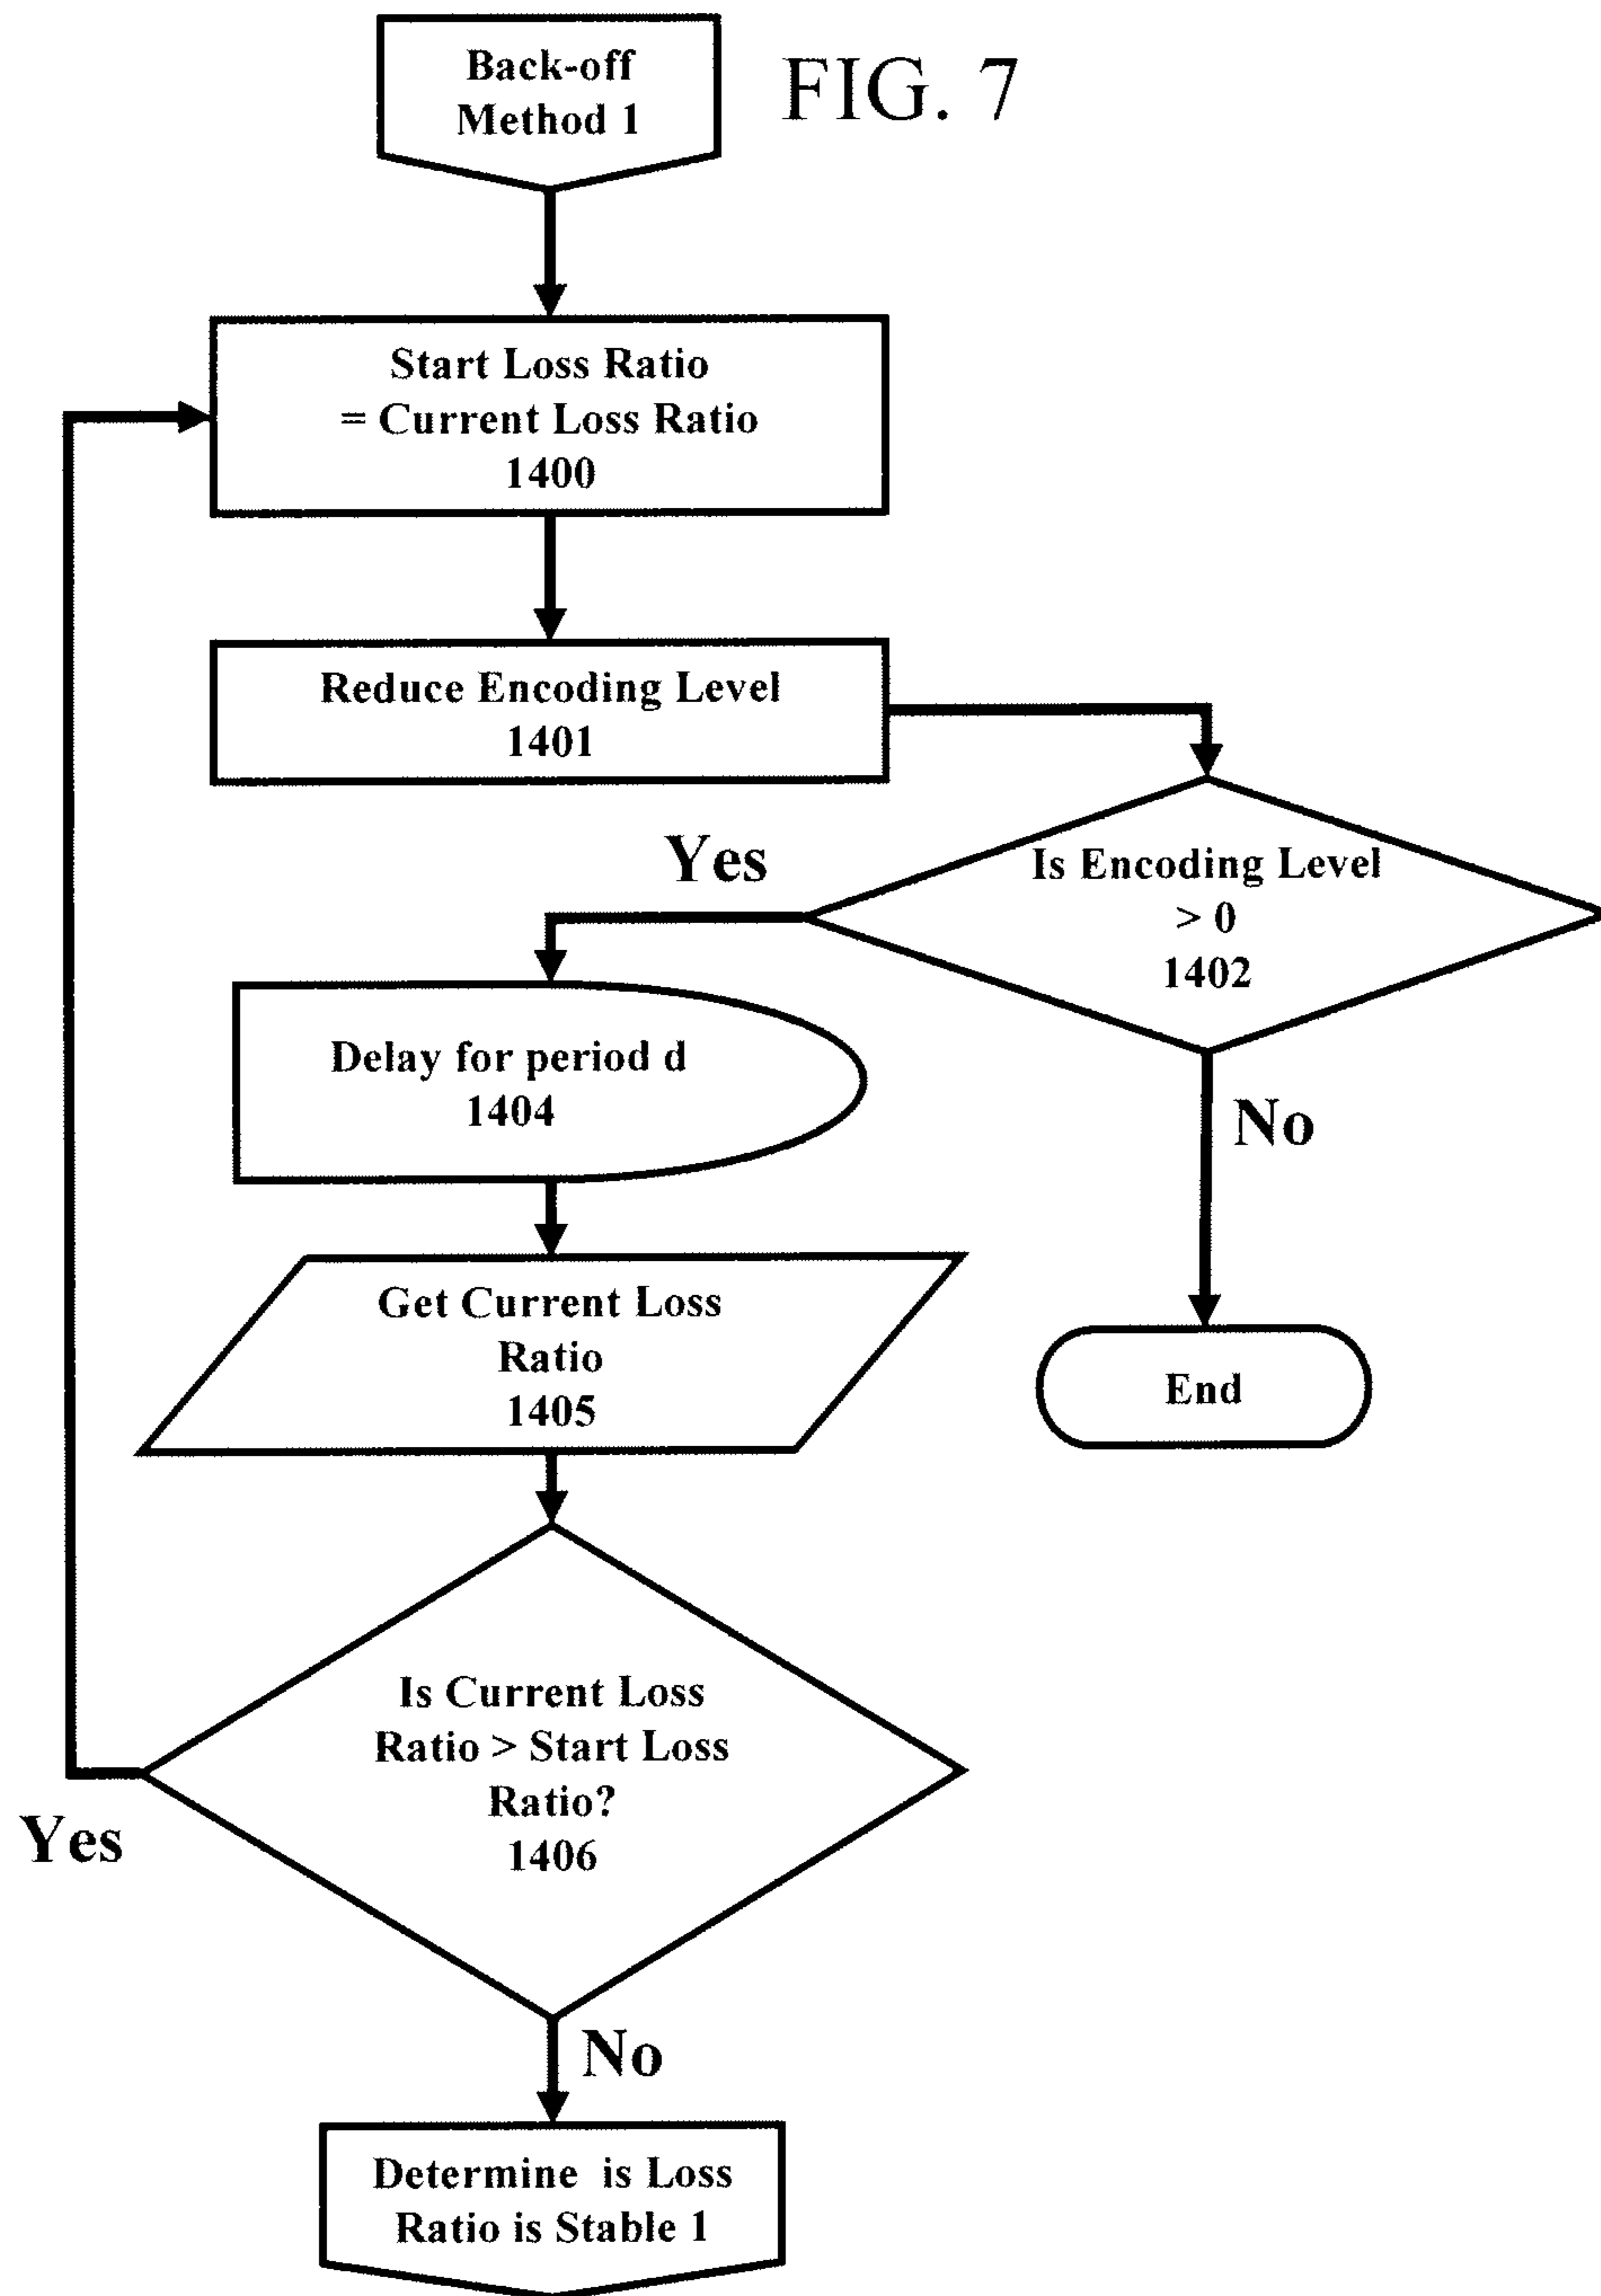 Back-off
Method 1
FIG. 7
Start Loss Ratio
= Current Loss Ratio
1400
Reduce Encoding Level
1401
Yes
Is Encoding Level
> 0
1402
Delay for period d
1404
No
Get Current Loss
Ratio
1405
End
Is Current Loss
Ratio > Start Loss
Ratio?
1406
Yes
No
Determine is Loss
Ratio is Stable 1